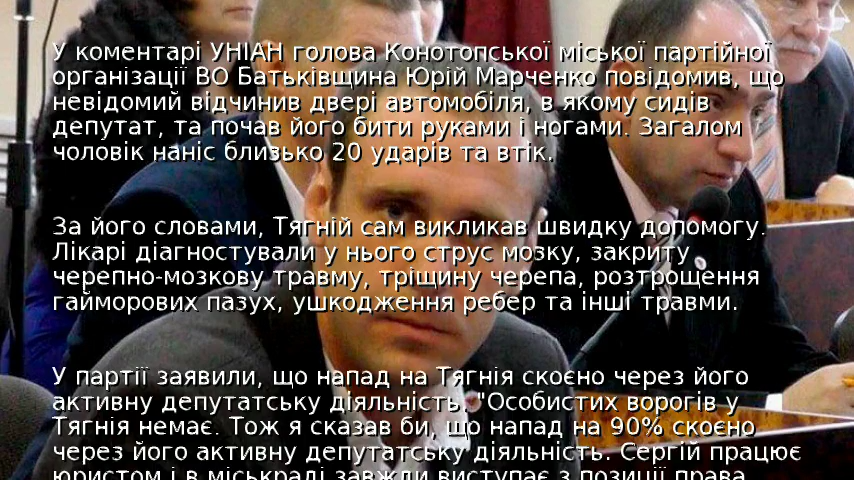 У коментарі УНІАН голова Конотопської міської партійної
організації ВО Батьківщина Юрій Марченко повідомив, що
невідомий відчинив двері автомобіля, в якому сидів
депутат, та почав його бити руками і ногами. Загалом
чоловік наніс близько 20 ударів та втік.
За його словами, Тягній сам викликав швидку допомогу.
Лікарі діагностували у нього струс мозку, закриту
черепно-мозкову травму, тріщину черепа, розтрощення
гайморових пазух, ушкодження ребер та інші травми.
У партії заявили, що напад на Тягнія скоєно через його
активну депутатську діяльність. "Особистих ворогів у
Тягнія немає. Тож я сказав би, що напад на 90% скоєно
через його активну депутатську діяльність. Сергій працює
юристом і в міськраді завжди виступає з позиції права,